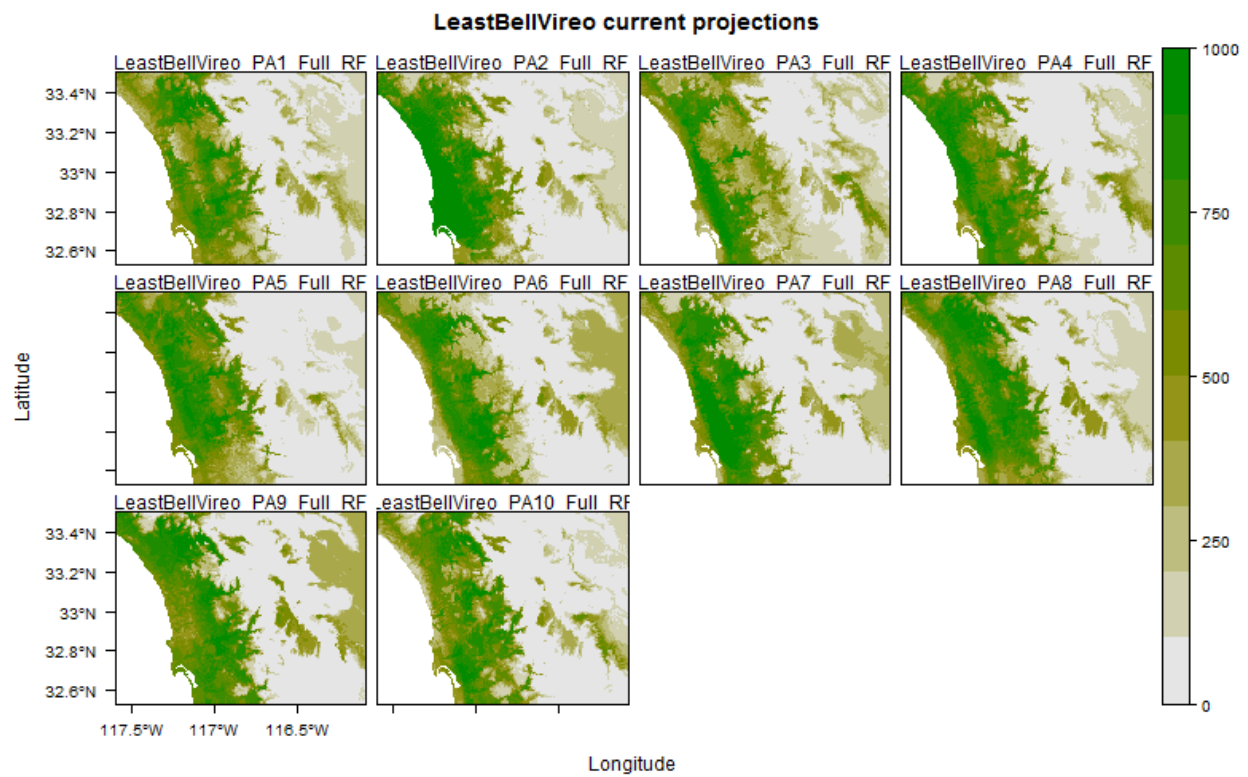 LeastBellVireo current projections
LeastBellVireo_PA1_Full_RF LeastBellVireo_PA2_Full_RF LeastBellVireo_PA3_Full_RF LeastBellVireo_PA4_Full_RF
33.4°N
33.2°N
33°N
32.8°N
32.6°N
LeastBellVireo_PA5_Full_RF LeastBellVireo_PA6_Full_RF LeastBellVireo_PA7_Full_RF LeastBellVireo_PA8_Full_RF
Latitude
LeastBellVireo_PA9_Full_RF LeastBellVireo_PA10_Full_RF
33.4°N
33.2°N
33°N
32.8°N
32.6°N
117.5°W 117°W 116.5°W
Longitude
1000
750
500
250
0